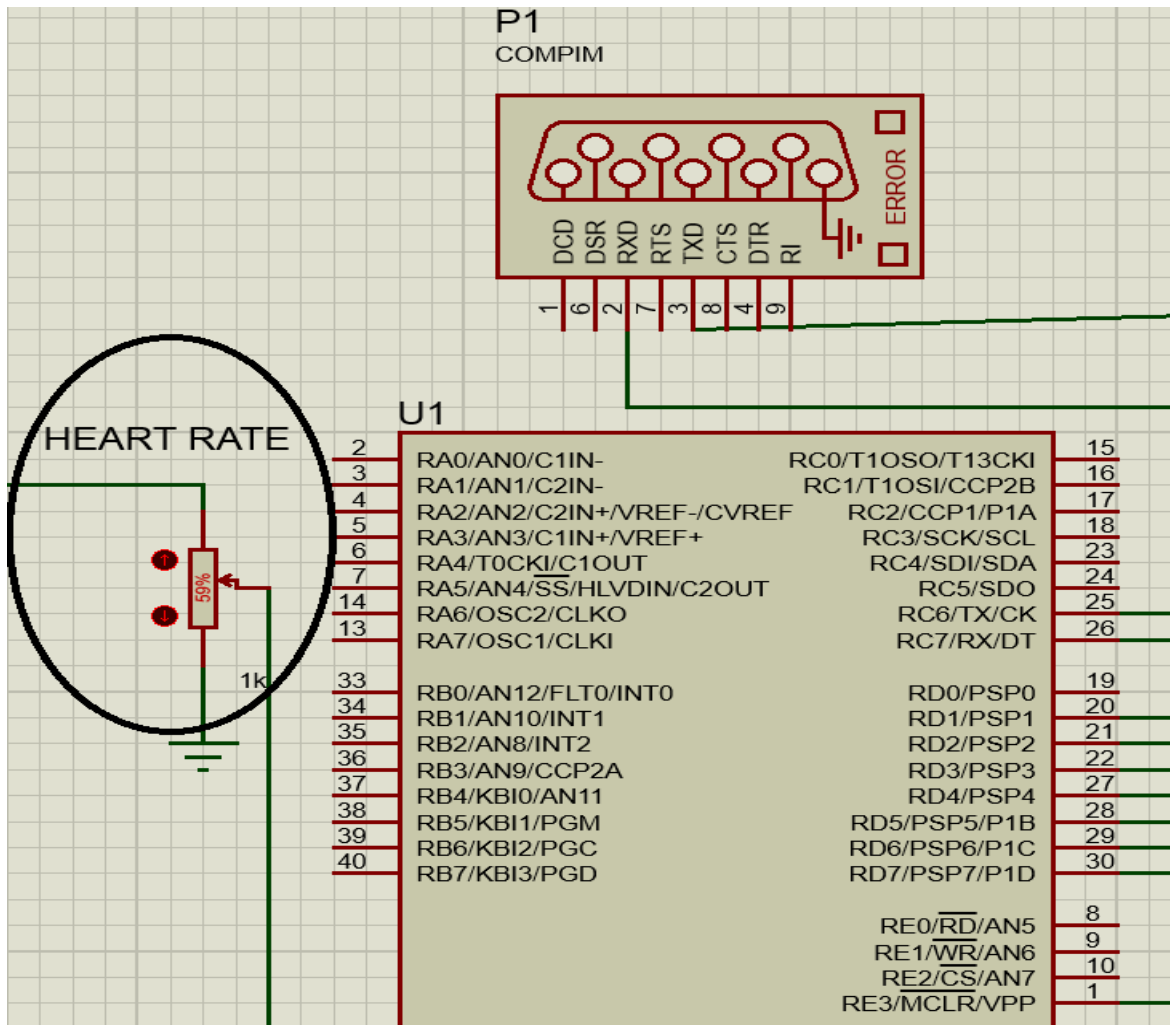 P1
COMPIM
ERROR
DCD
DSR
RXD
RTS
TXD
CTS
DTR
RI
1
6
2
7
3
8
4
9
HEART RATE
59%
1k
U1
2 RA0/AN0/C1IN- RC0/T1OSO/T13CKI 15
3 RA1/AN1/C2IN- RC1/T1OSI/CCP2B 16
4 RA2/AN2/C2IN+/VREF-/CVREF RC2/CCP1/P1A 17
5 RA3/AN3/C1IN+/VREF+ RC3/SCK/SCL 18
6 RA4/T0CKI/C1OUT RC4/SDI/SDA 23
7 RA5/AN4/SS/HLVDIN/C2OUT RC5/SDO 24
14 RA6/OSC2/CLKO RC6/TX/CK 25
13 RA7/OSC1/CLKI RC7/RX/DT 26
33 RB0/AN12/FLT0/INT0 RD0/PSP0 19
34 RB1/AN10/INT1 RD1/PSP1 20
35 RB2/AN8/INT2 RD2/PSP2 21
36 RB3/AN9/CCP2A RD3/PSP3 22
37 RB4/KBI0/AN11 RD4/PSP4 27
38 RB5/KBI1/PGM RD5/PSP5/P1B 28
39 RB6/KBI2/PGC RD6/PSP6/P1C 29
40 RB7/KBI3/PGD RD7/PSP7/P1D 30
RE0/RD/AN5 8
RE1/WR/AN6 9
RE2/CS/AN7 10
RE3/MCLR/VPP 1